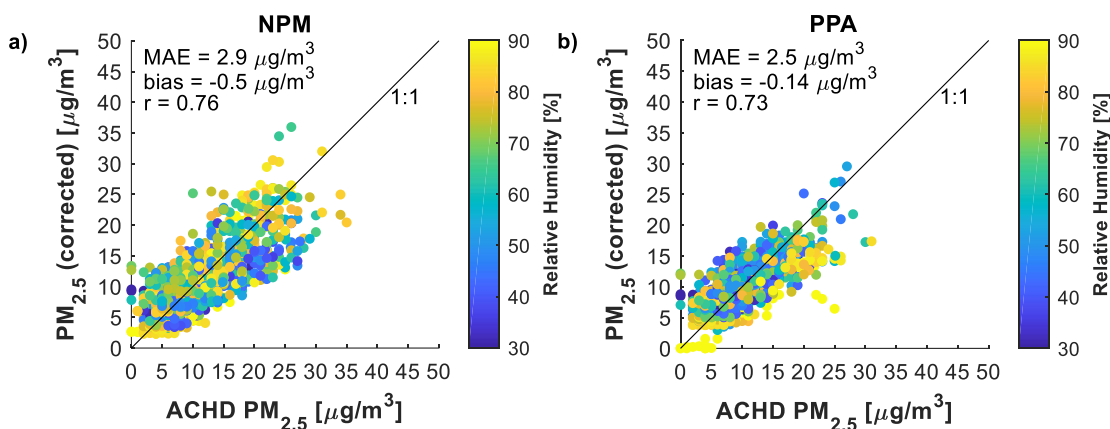 a)
NPM
MAE = 2.9 μg/m³
bias = -0.5 μg/m³
r = 0.76
1:1
50
45
40
35
30
25
20
15
10
5
0
0 5 10 15 20 25 30 35 40 45 50
PM2.5 (corrected) [μg/m³]
ACHD PM2.5 [μg/m³]
90
80
70
60
50
40
30
Relative Humidity [%]
b)
PPA
MAE = 2.5 μg/m³
bias = -0.14 μg/m³
r = 0.73
1:1
50
45
40
35
30
25
20
15
10
5
0
0 5 10 15 20 25 30 35 40 45 50
PM2.5 (corrected) [μg/m³]
ACHD PM2.5 [μg/m³]
90
80
70
60
50
40
30
Relative Humidity [%]